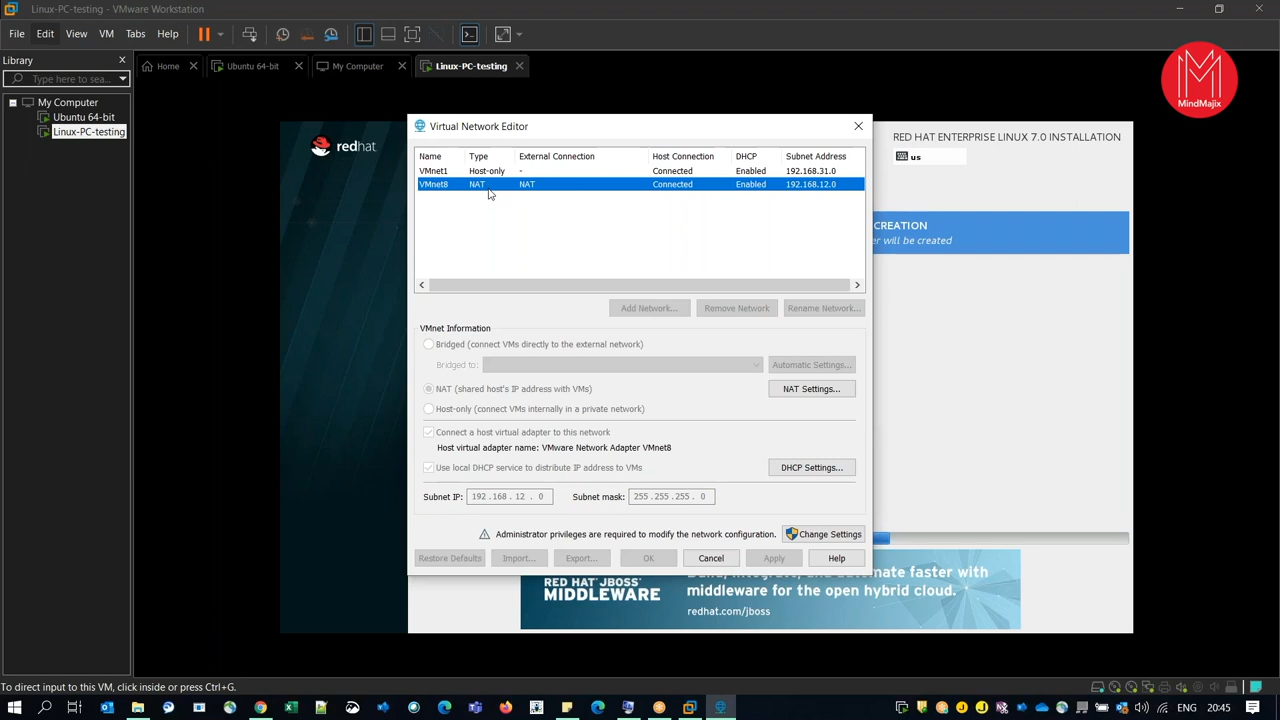 Linux-PC-testing - VMware Workstation
File Edit View VM Tabs Help
Library
Type here to sea...
Home
Ubuntu 64-bit
My Computer
Linux-PC-testing
My Computer
Ubuntu 64-bit
Linux-PC-testing
MindMajix
redhat
RED HAT ENTERPRISE LINUX 7.0 INSTALLATION
us
CREATION
er will be created
Virtual Network Editor
Name Type External Connection Host Connection DHCP Subnet Address
VMnet1 Host-only - Connected Enabled 192.168.31.0
VMnet8 NAT NAT Connected Enabled 192.168.12.0
Add Network... Remove Network Rename Network...
VMnet Information
Bridged (connect VMs directly to the external network)
Bridged to: Automatic Settings...
NAT (shared host's IP address with VMs) NAT Settings...
Host-only (connect VMs internally in a private network)
Connect a host virtual adapter to this network
Host virtual adapter name: VMware Network Adapter VMnet8
Use local DHCP service to distribute IP address to VMs DHCP Settings...
Subnet IP: 192 .168 . 12 . 0 Subnet mask: 255 .255 .255 . 0
Administrator privileges are required to modify the network configuration. Change Settings
Restore Defaults Import... Export... OK Cancel Apply Help
mate faster with
RED HAT JBOSS
MIDDLEWARE
middleware for the open hybrid cloud.
redhat.com/jboss
To direct input to this VM, click inside or press Ctrl+G.
20:45